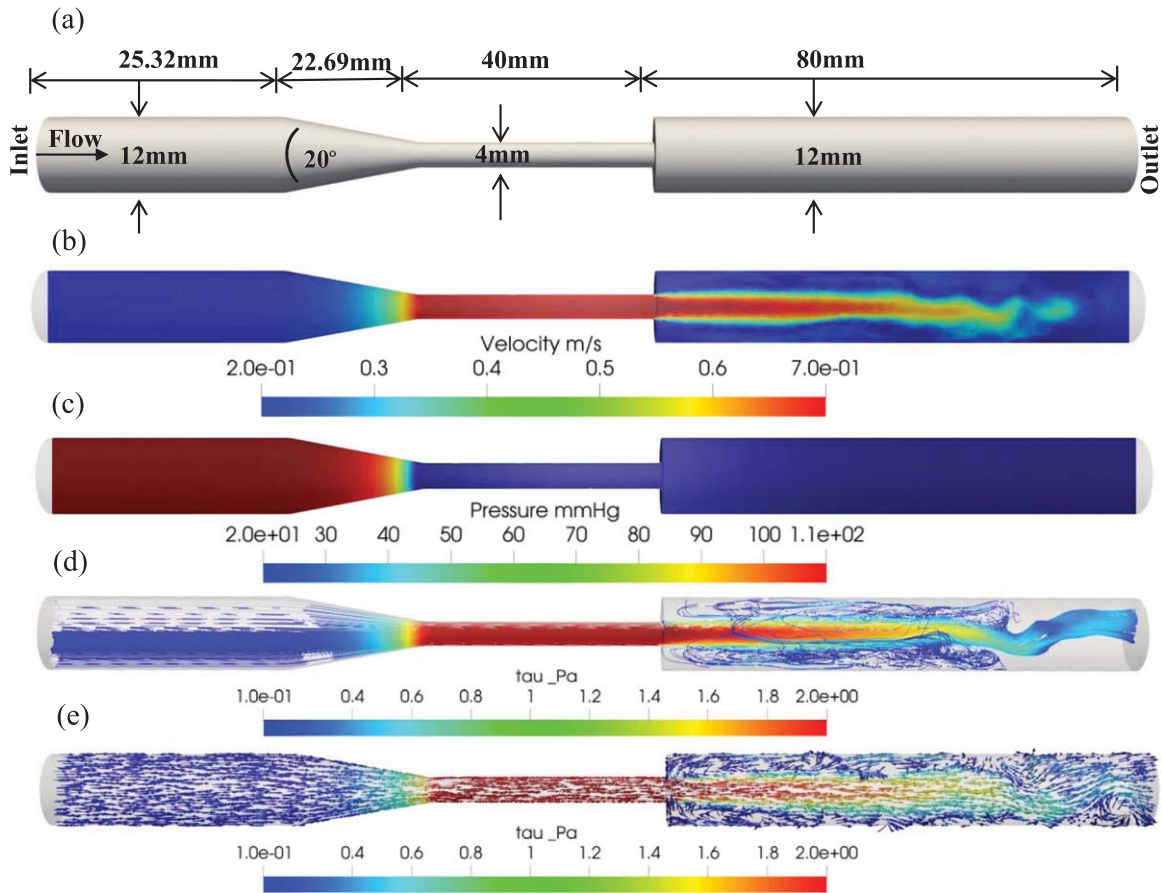 (a)
25.32mm 22.69mm 40mm 80mm
Inlet
Flow
12mm
20°
4mm
12mm
Outlet
(b)
Velocity m/s
2.0e-01 0.3 0.4 0.5 0.6 7.0e-01
(c)
Pressure mmHg
2.0e+01 30 40 50 60 70 80 90 100 1.1e+02
(d)
tau _Pa
1.0e-01 0.4 0.6 0.8 1 1.2 1.4 1.6 1.8 2.0e+00
(e)
tau _Pa
1.0e-01 0.4 0.6 0.8 1 1.2 1.4 1.6 1.8 2.0e+00